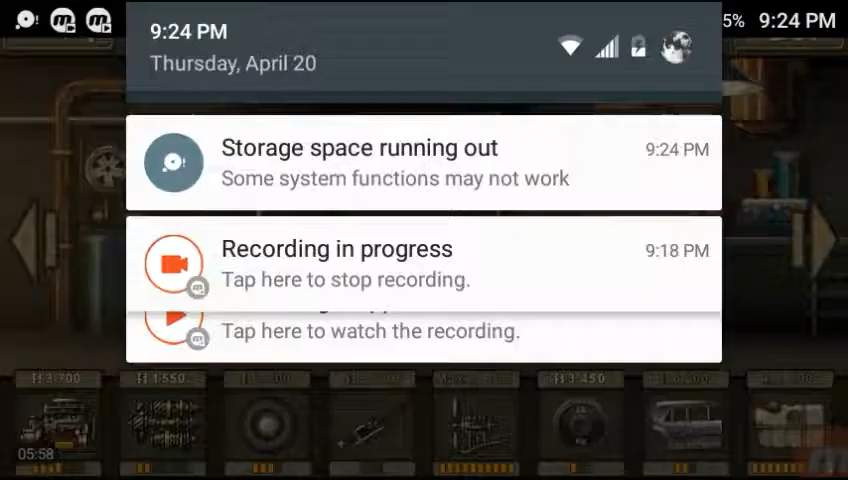 5% 9:24 PM
9:24 PM
Thursday, April 20
Storage space running out 9:24 PM
Some system functions may not work
Recording in progress 9:18 PM
Tap here to stop recording.
Tap here to watch the recording.
05:58